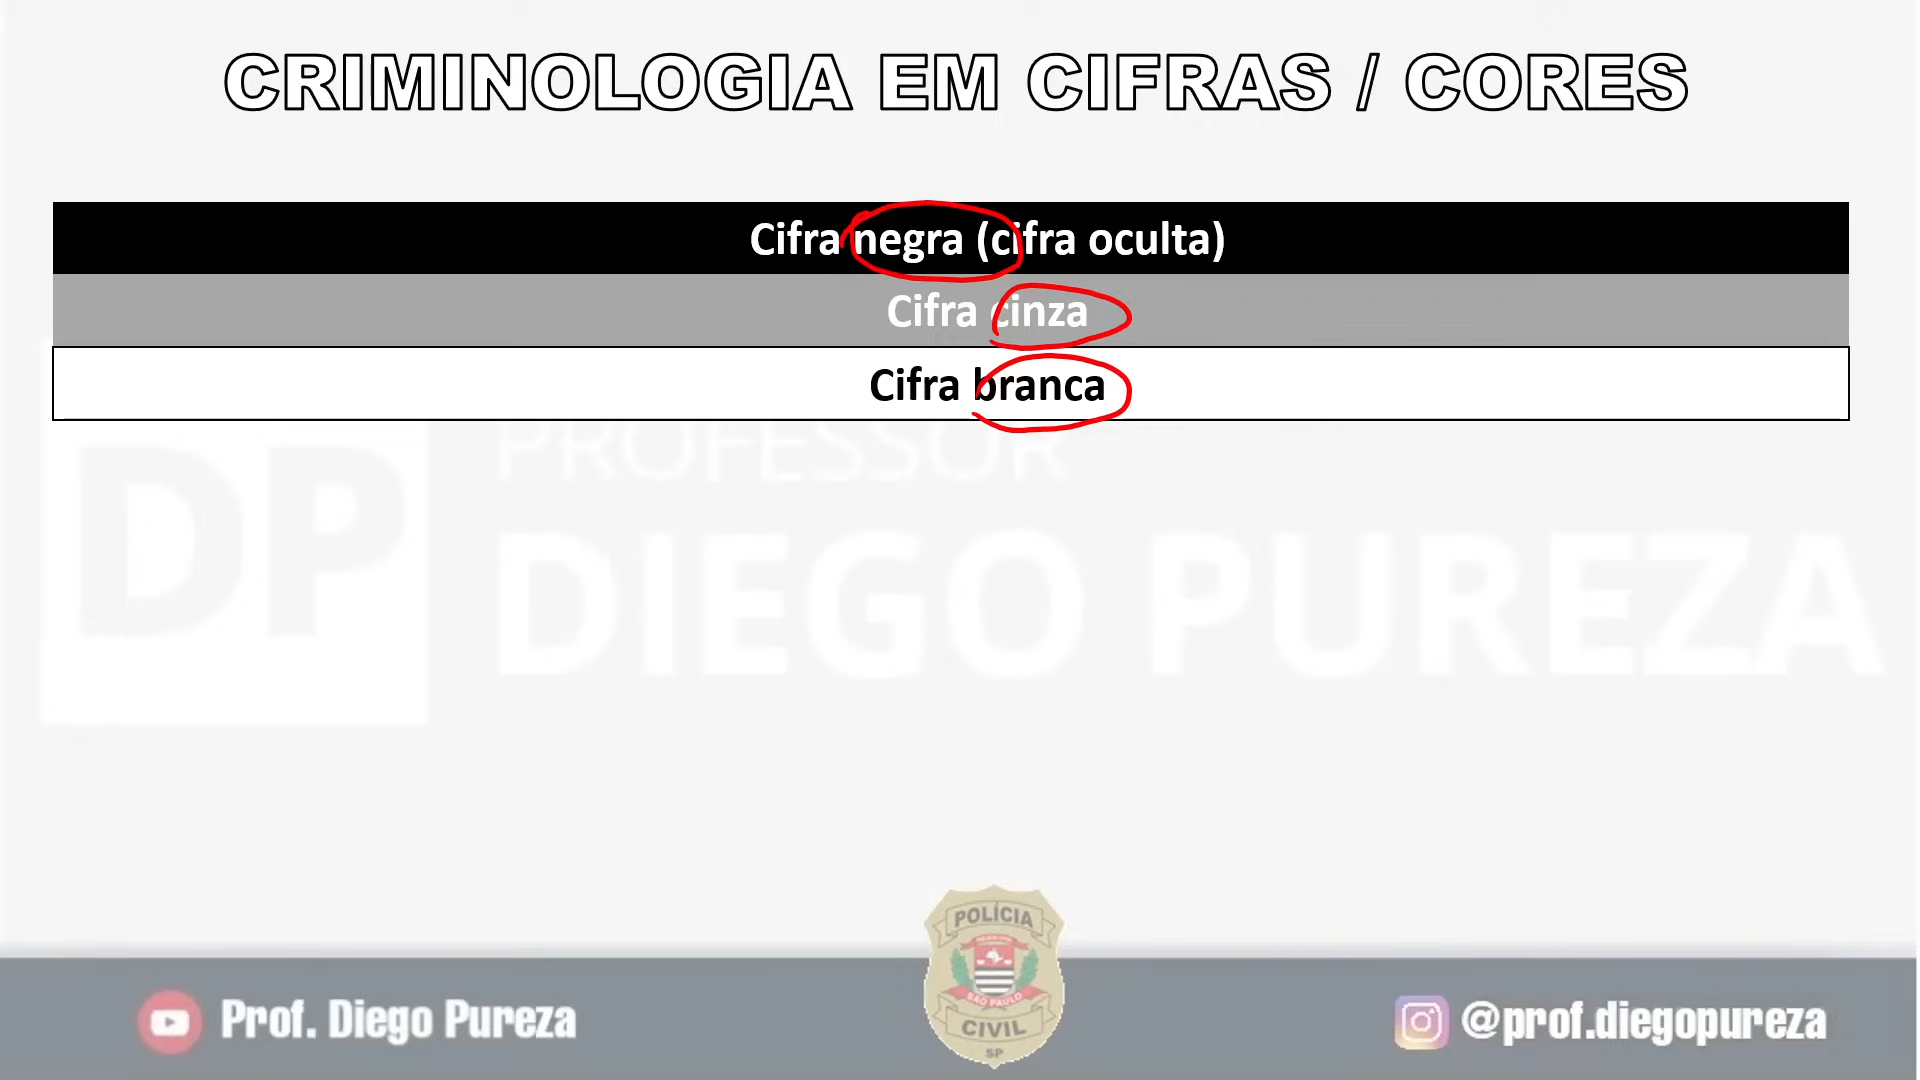 CRIMINOLOGIA EM CIFRAS / CORES
Cifra negra (cifra oculta)
Cifra cinza
Cifra branca
DP
PROFESSOR
DIEGO PUREZA
POLÍCIA
SÃO PAULO
CIVIL
SP
Prof. Diego Pureza
@prof.diegopureza